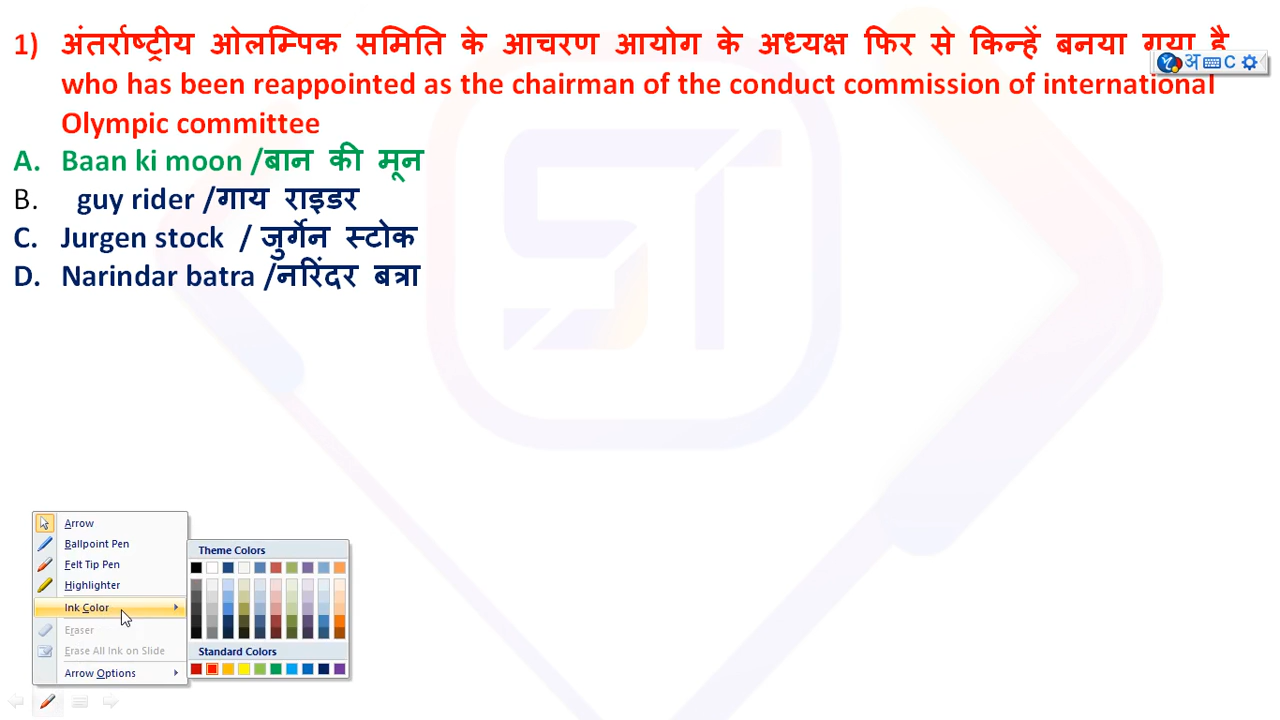 1) अंतर्राष्ट्रीय ओलम्पिक समिति के आचरण आयोग के अध्यक्ष फिर से किन्हें बनया गया है
who has been reappointed as the chairman of the conduct commission of international
Olympic committee
A. Baan ki moon /बान की मून
B. guy rider /गाय राइडर
C. Jurgen stock / जुर्गेन स्टोक
D. Narindar batra /नरिंदर बत्रा
अ C
ST
Arrow
Ballpoint Pen
Felt Tip Pen
Highlighter
Ink Color
Eraser
Erase All Ink on Slide
Arrow Options
Theme Colors
Standard Colors